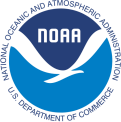 NATIONAL OCEANIC AND ATMOSPHERIC ADMINISTRATION
NOAA
U.S. DEPARTMENT OF COMMERCE